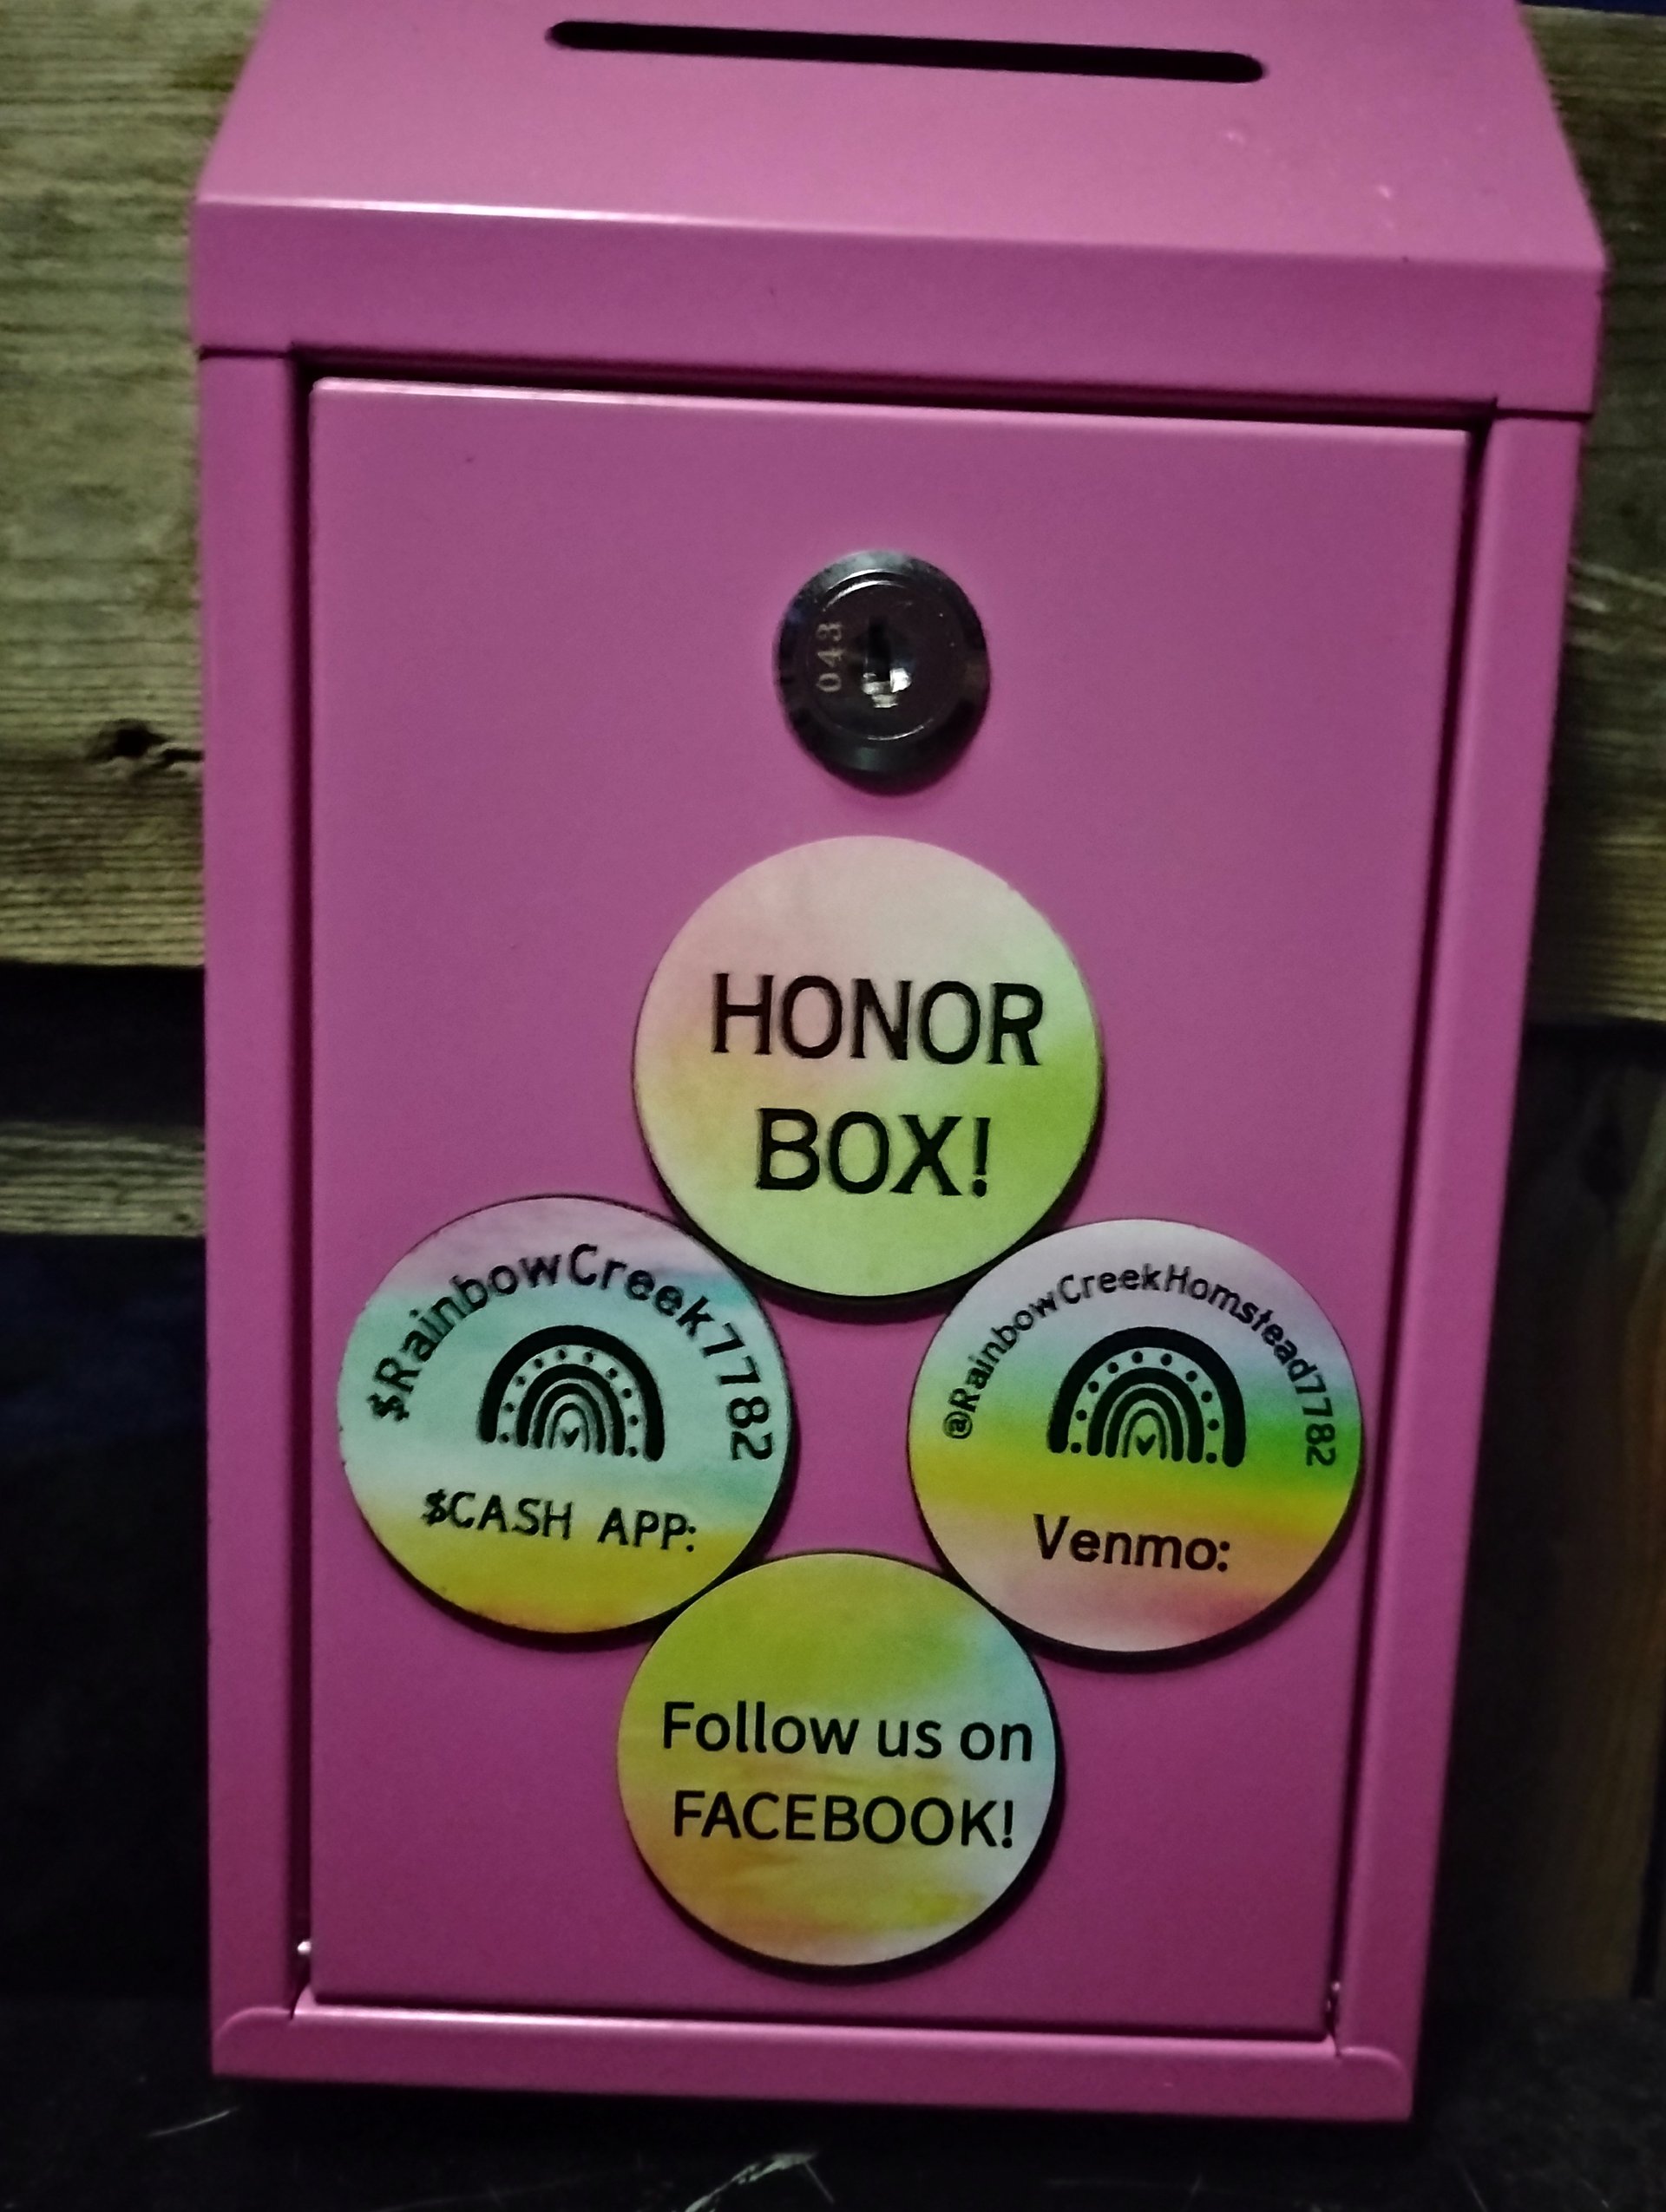 043
HONOR
BOX!
$RainbowCreek7782
$CASH APP:
@RainbowCreekHomstead7782
Venmo:
Follow us on
FACEBOOK!